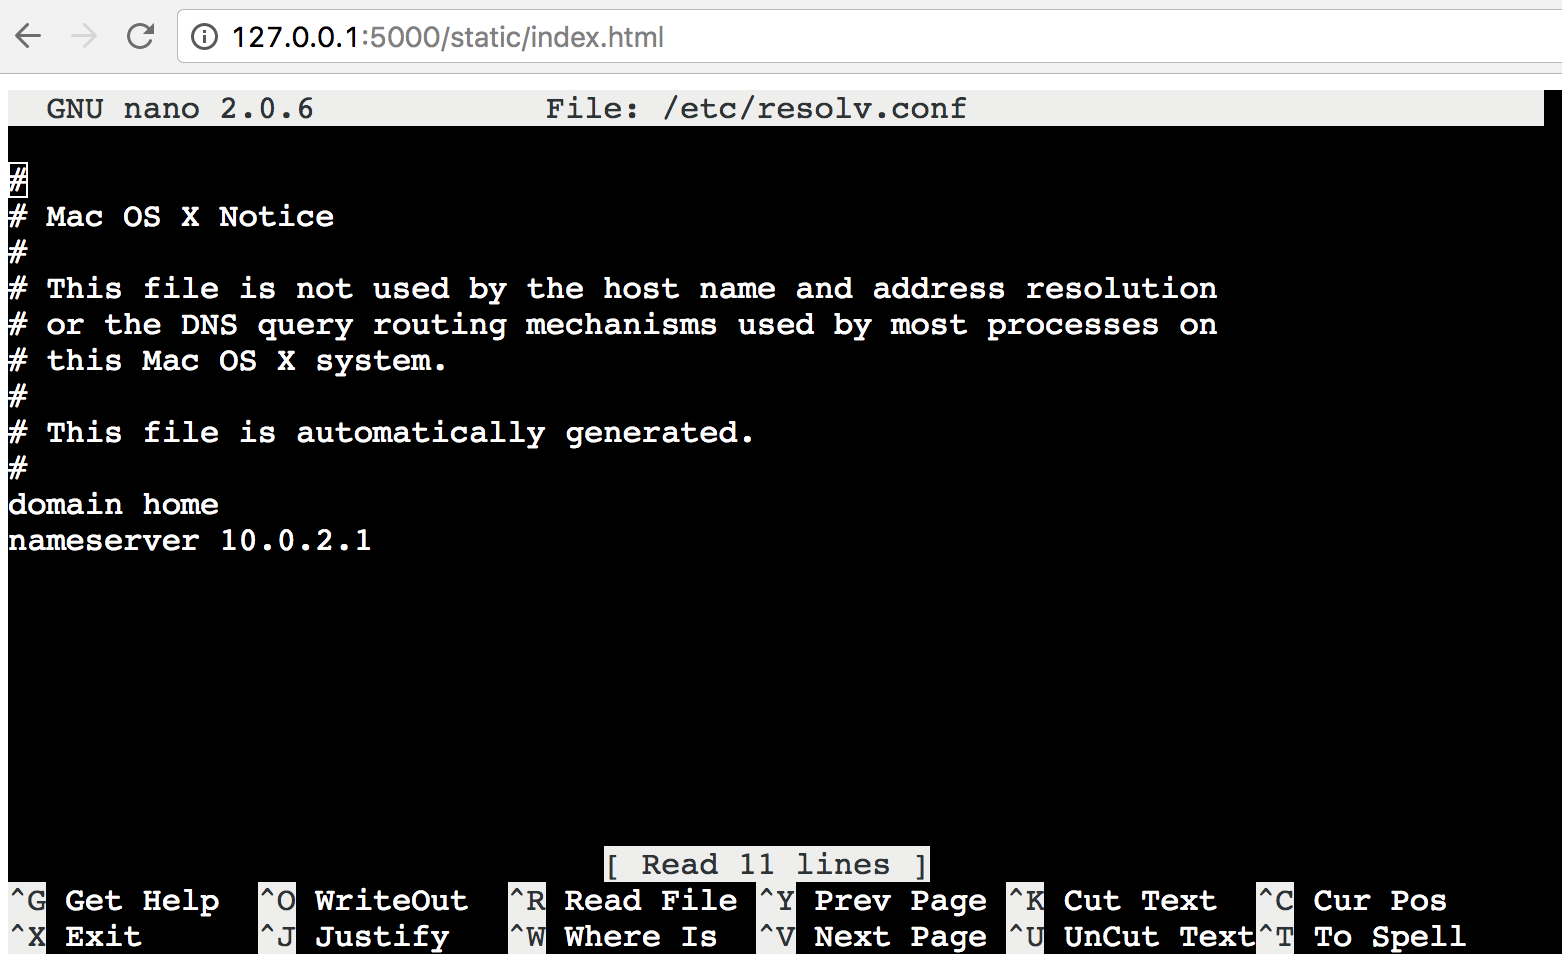 127.0.0.1:5000/static/index.html
GNU nano 2.0.6 File: /etc/resolv.conf
#
# Mac OS X Notice
#
# This file is not used by the host name and address resolution
# or the DNS query routing mechanisms used by most processes on
# this Mac OS X system.
#
# This file is automatically generated.
#
domain home
nameserver 10.0.2.1
[ Read 11 lines ]
^G Get Help ^O WriteOut ^R Read File ^Y Prev Page ^K Cut Text ^C Cur Pos
^X Exit ^J Justify ^W Where Is ^V Next Page ^U UnCut Text ^T To Spell